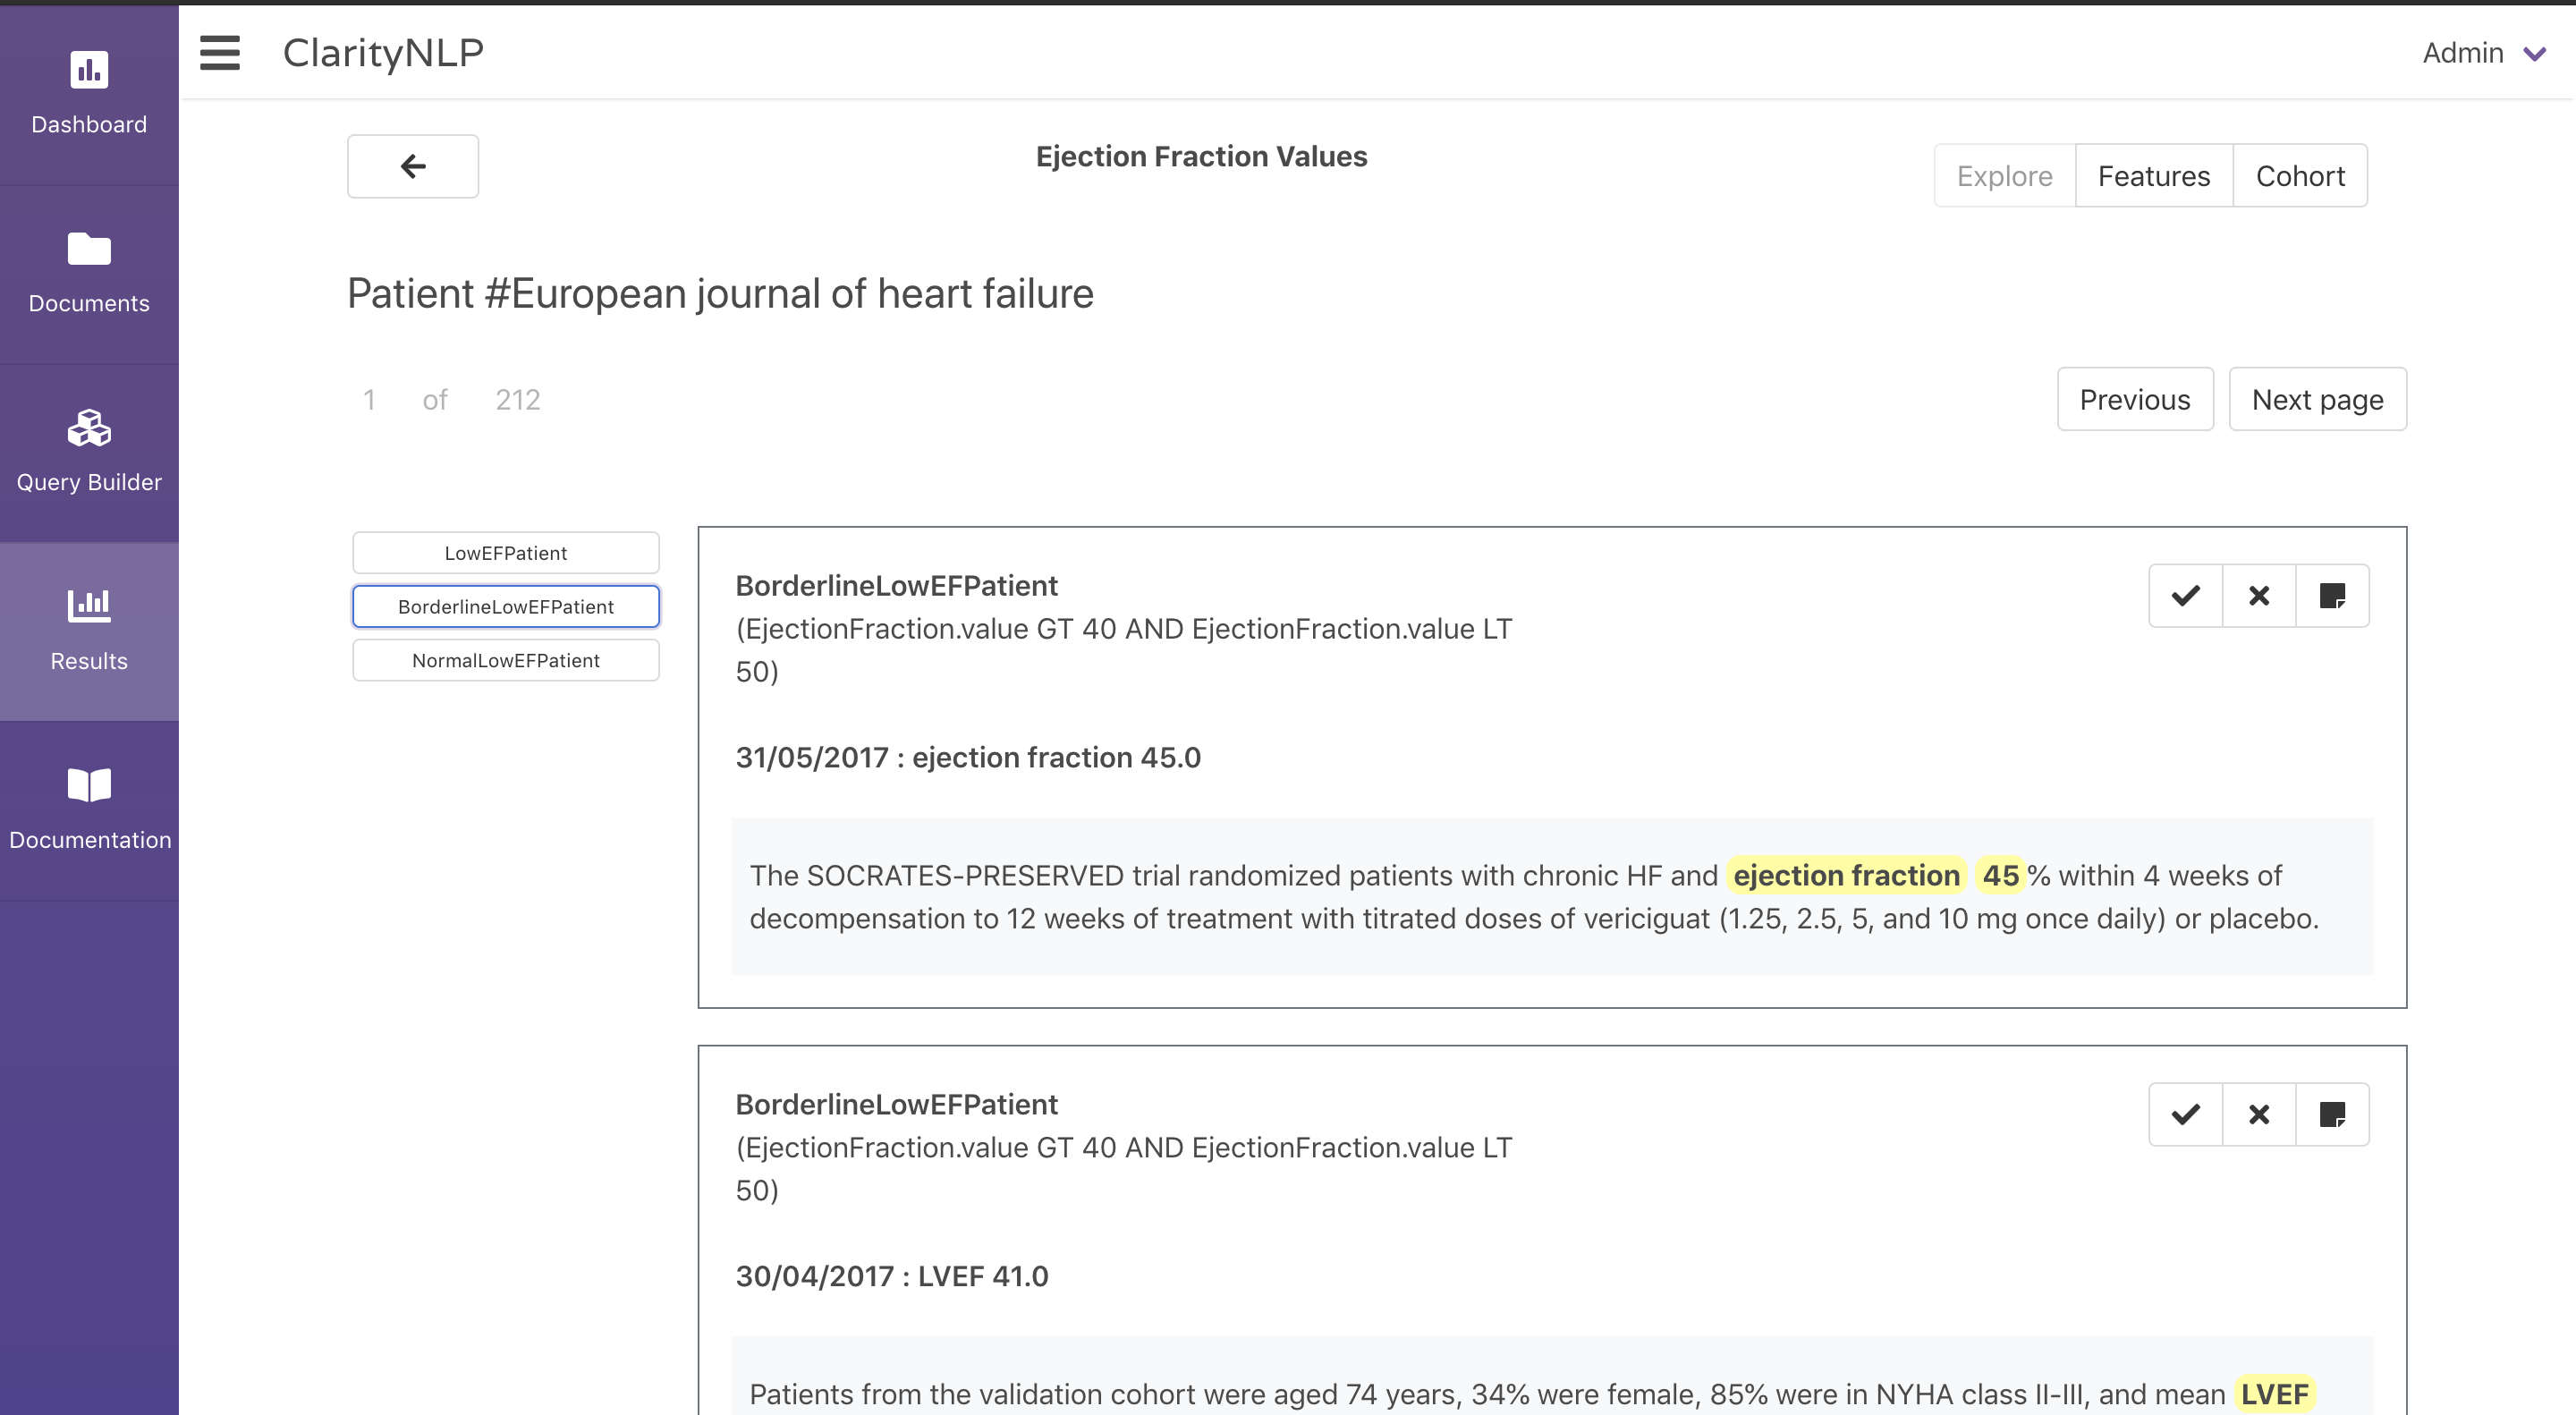 ClarityNLP
Admin
Dashboard
Documents
Query Builder
Results
Documentation
Ejection Fraction Values
Explore Features Cohort
Patient #European journal of heart failure
1 of 212
Previous Next page
LowEFPatient
BorderlineLowEFPatient
NormalLowEFPatient
BorderlineLowEFPatient
(EjectionFraction.value GT 40 AND EjectionFraction.value LT
50)
31/05/2017 : ejection fraction 45.0
The SOCRATES-PRESERVED trial randomized patients with chronic HF and ejection fraction 45% within 4 weeks of
decompensation to 12 weeks of treatment with titrated doses of vericiguat (1.25, 2.5, 5, and 10 mg once daily) or placebo.
BorderlineLowEFPatient
(EjectionFraction.value GT 40 AND EjectionFraction.value LT
50)
30/04/2017 : LVEF 41.0
Patients from the validation cohort were aged 74 years, 34% were female, 85% were in NYHA class II-III, and mean LVEF